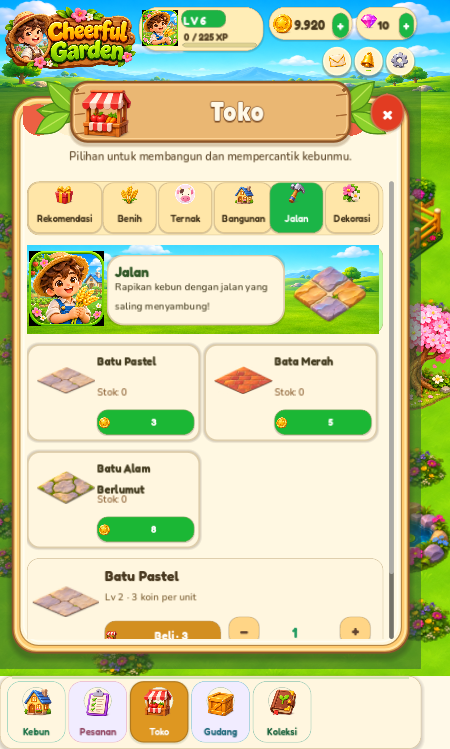 Cheerful
Garden
LV 6
0 / 225 XP
9.920
+
10
+
Toko
Pilihan untuk membangun dan mempercantik kebunmu.
Rekomendasi
Benih
Ternak
Bangunan
Jalan
Dekorasi
Jalan
Rapikan kebun dengan jalan yang
saling menyambung!
Batu Pastel
Stok: 0
3
Bata Merah
Stok: 0
5
Batu Alam
Berlumut
Stok: 0
8
Batu Pastel
Lv 2 · 3 koin per unit
Beli · 3
−
1
+
Kebun
Pesanan
Toko
Gudang
Koleksi